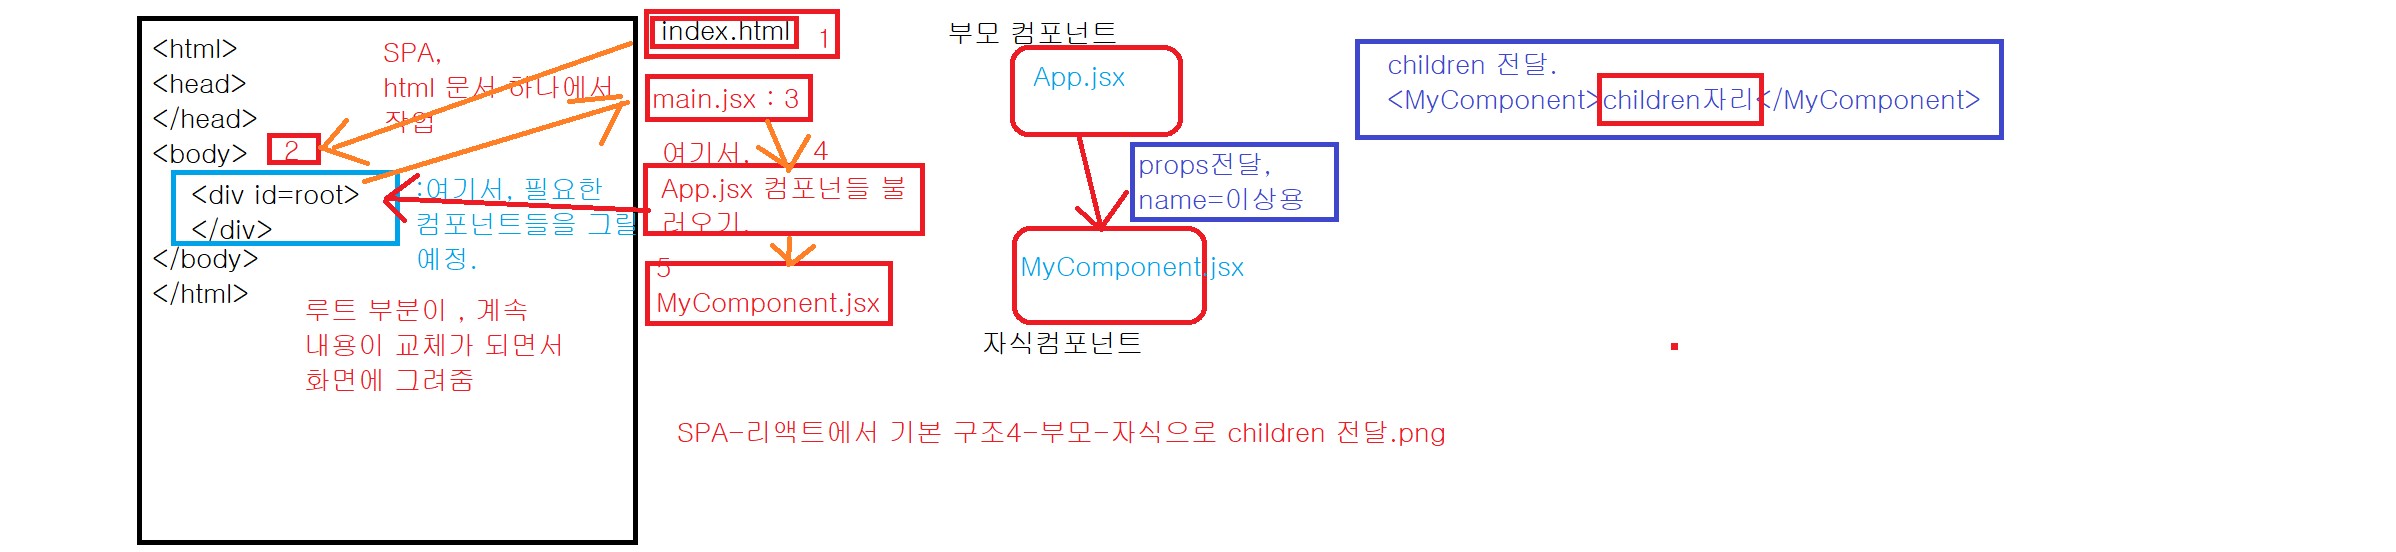 <html>
<head>
</head>
<body>
2
<div id=root>
</div>
</body>
</html>
SPA,
html 문서 하나에서
작업
:여기서, 필요한
컴포넌트들을 그릴
예정.
루트 부분이 , 계속
내용이 교체가 되면서
화면에 그려줌
index.html
1
main.jsx : 3
여기서,
4
App.jsx 컴포넌들 불
러오기.
5
MyComponent.jsx
부모 컴포넌트
App.jsx
props전달,
name=이상용
MyComponent.jsx
자식컴포넌트
children 전달.
<MyComponent>children자리</MyComponent>
SPA-리액트에서 기본 구조4-부모-자식으로 children 전달.png